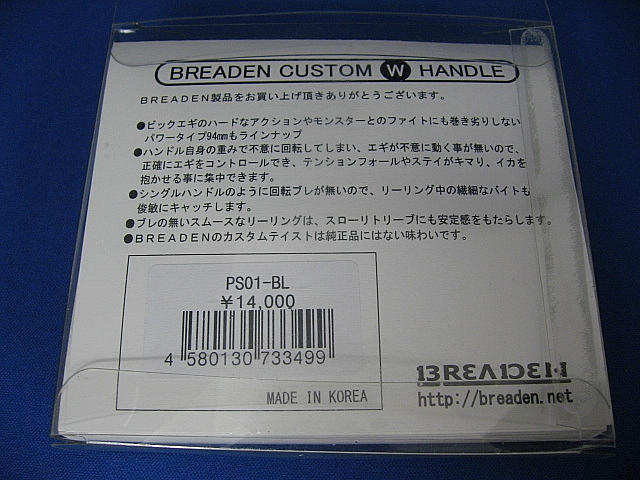 BREADEN CUSTOM W HANDLE
BREADEN製品をお買い上げ頂きありがとうございます。
●ビックエギのハードなアクションやモンスターとのファイトにも巻き劣りしない
パワータイプ94mmもラインナップ
●ハンドル自身の重みで不意に回転してしまい、エギが不意に動く事が無いので、
正確にエギをコントロールでき、テンションフォールやステイがキマり、イカを
抱かせる事に集中できます。
●シングルハンドルのように回転ブレが無いので、リーリング中の繊細なバイトも
俊敏にキャッチします。
●ブレの無いスムースなリーリングは、スローリトリーブにも安定感をもたらします。
●BREADENのカスタムテイストは純正品にはない味わいです。
PS01-BL
￥14,000
4 580130 733499
MADE IN KOREA
BREADEN
http://breaden.net